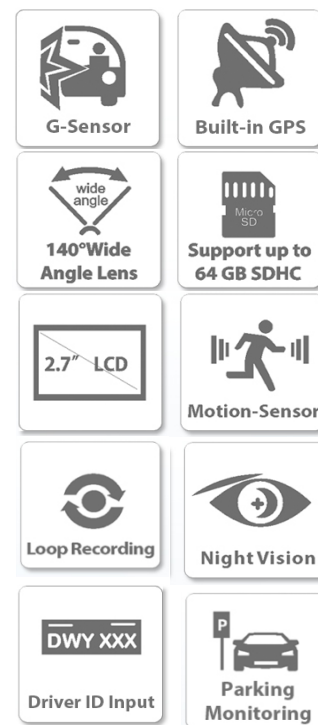 G-Sensor
Built-in GPS
wide
angle
140°Wide
Angle Lens
Micro
SD
Support up to
64 GB SDHC
2.7" LCD
Motion-Sensor
Loop Recording
Night Vision
DWY XXX
Driver ID Input
P
Parking
Monitoring